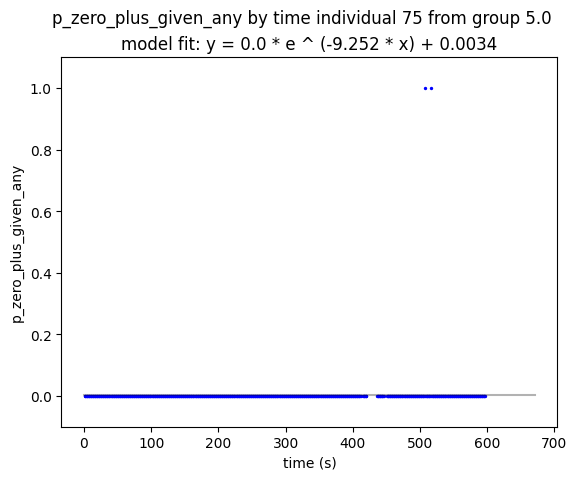 p_zero_plus_given_any by time individual 75 from group 5.0
model fit: y = 0.0 * e ^ (-9.252 * x) + 0.0034
1.0
0.8
0.6
0.4
0.2
0.0
p_zero_plus_given_any
0 100 200 300 400 500 600 700
time (s)